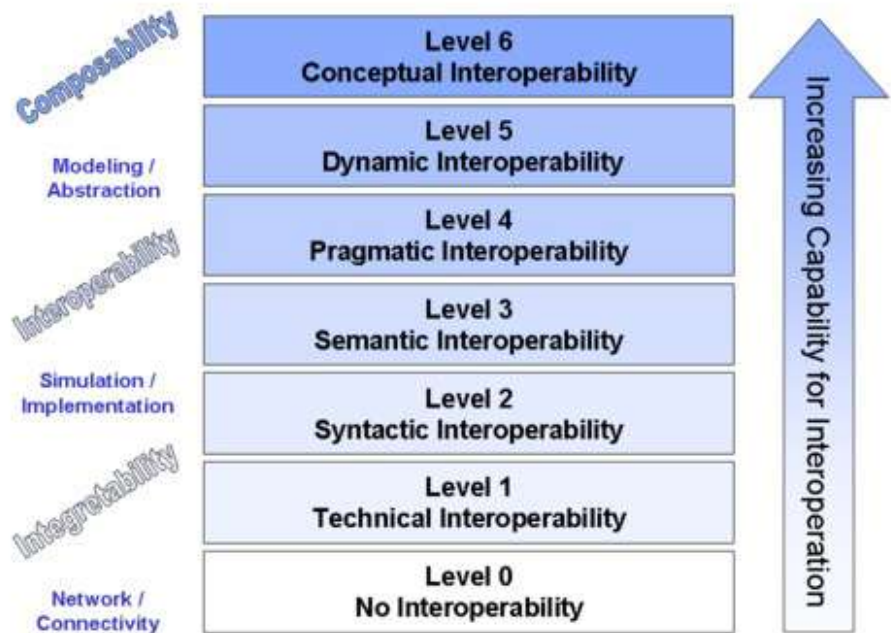 Composability
Modeling /
Abstraction
Interoperability
Simulation /
Implementation
Integretability
Network /
Connectivity
Level 6
Conceptual Interoperability
Level 5
Dynamic Interoperability
Level 4
Pragmatic Interoperability
Level 3
Semantic Interoperability
Level 2
Syntactic Interoperability
Level 1
Technical Interoperability
Level 0
No Interoperability
Increasing Capability for Interoperation